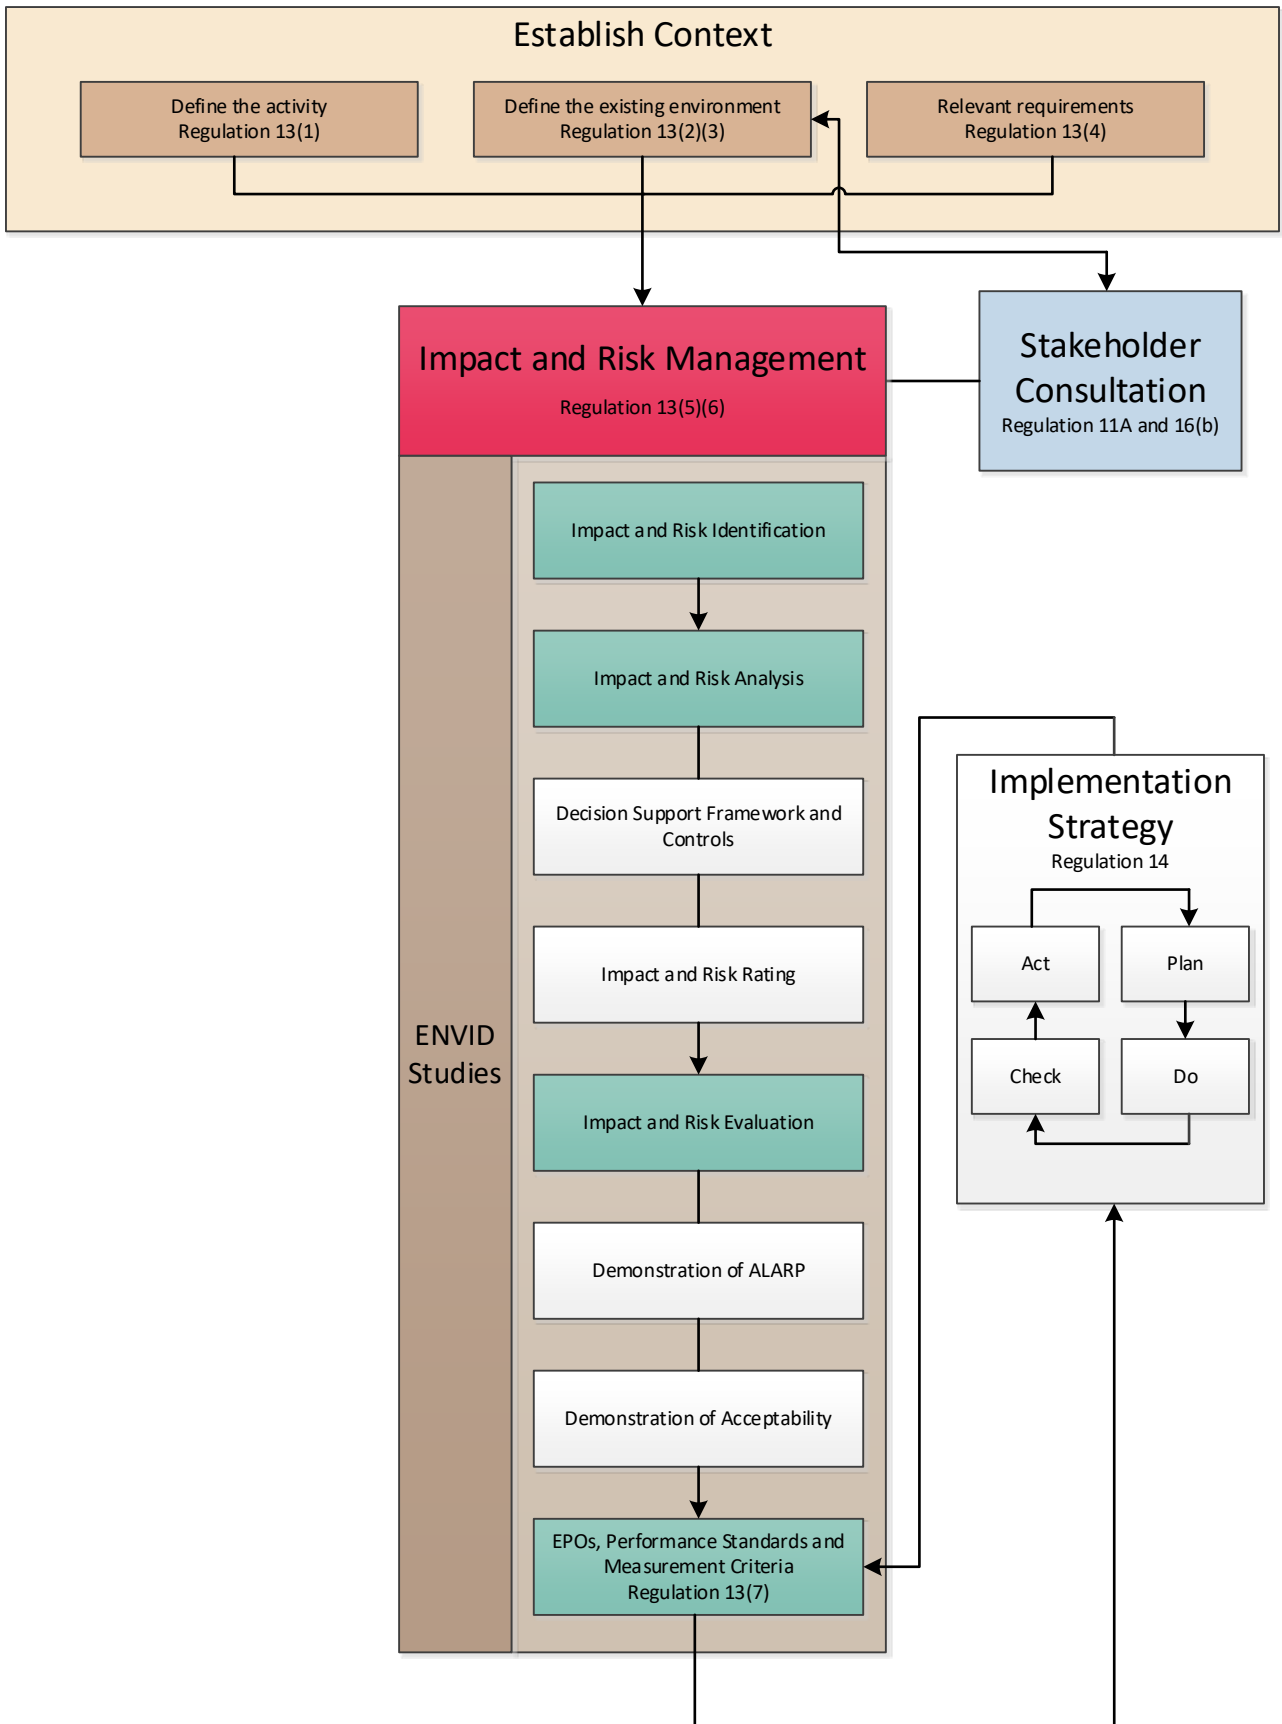 Establish Context
Define the activity
Regulation 13(1)
Define the existing environment
Regulation 13(2)(3)
Relevant requirements
Regulation 13(4)
Impact and Risk Management
Regulation 13(5)(6)
Stakeholder
Consultation
Regulation 11A and 16(b)
ENVID
Studies
Impact and Risk Identification
Impact and Risk Analysis
Decision Support Framework and
Controls
Impact and Risk Rating
Impact and Risk Evaluation
Demonstration of ALARP
Demonstration of Acceptability
EPOs, Performance Standards and
Measurement Criteria
Regulation 13(7)
Implementation
Strategy
Regulation 14
Act
Plan
Check
Do